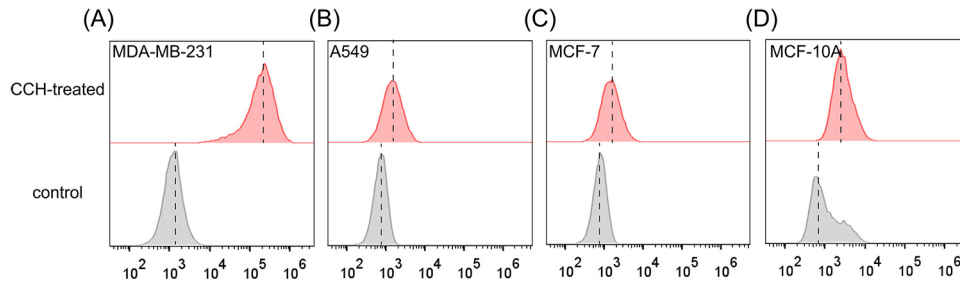 (A) (B) (C) (D)
MDA-MB-231 A549 MCF-7 MCF-10A
CCH-treated
control
10² 10³ 10⁴ 10⁵ 10⁶ 10² 10³ 10⁴ 10⁵ 10⁶ 10² 10³ 10⁴ 10⁵ 10⁶ 10² 10³ 10⁴ 10⁵ 10⁶